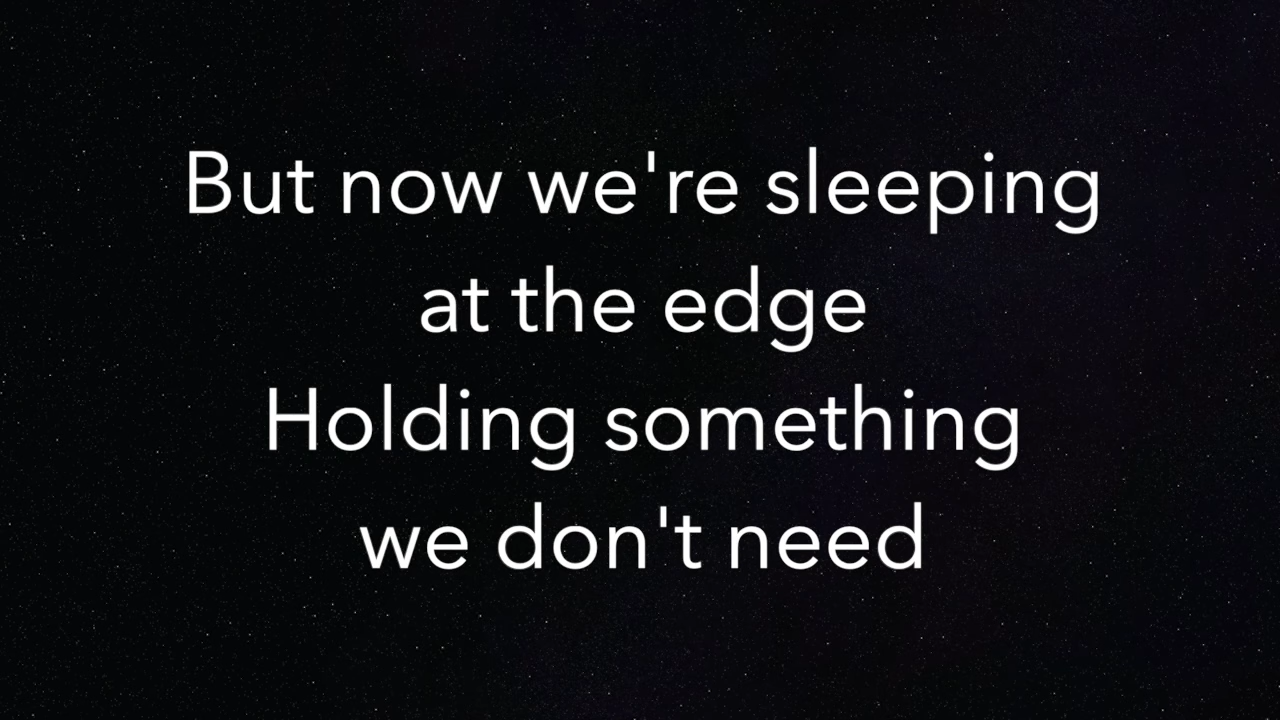 But now we're sleeping
at the edge
Holding something
we don't need